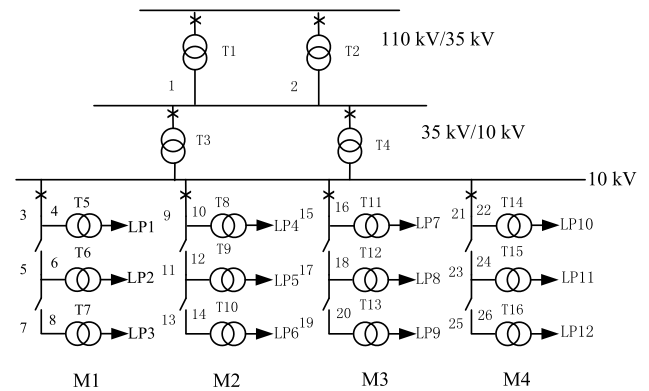 T1 T2 110 kV/35 kV
1 2
T3 T4 35 kV/10 kV
10 kV
3 4 T5 LP1 9 10 T8 LP4 15 16 T11 LP7 21 22 T14 LP10
5 6 T6 LP2 11 12 T9 LP5 17 18 T12 LP8 23 24 T15 LP11
7 8 T7 LP3 13 14 T10 LP6 19 20 T13 LP9 25 26 T16 LP12
M1 M2 M3 M4